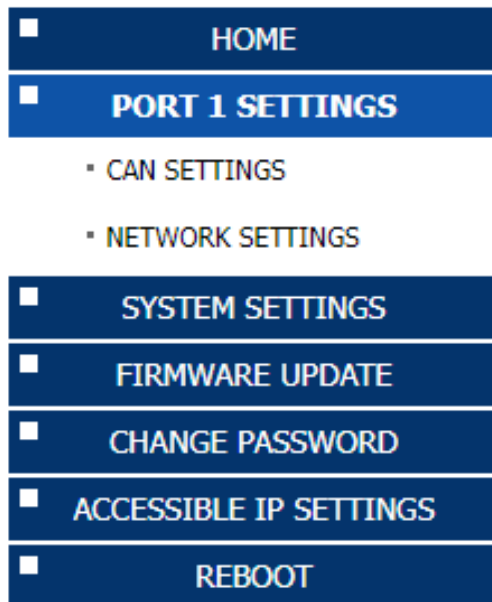 HOME
PORT 1 SETTINGS
CAN SETTINGS
NETWORK SETTINGS
SYSTEM SETTINGS
FIRMWARE UPDATE
CHANGE PASSWORD
ACCESSIBLE IP SETTINGS
REBOOT